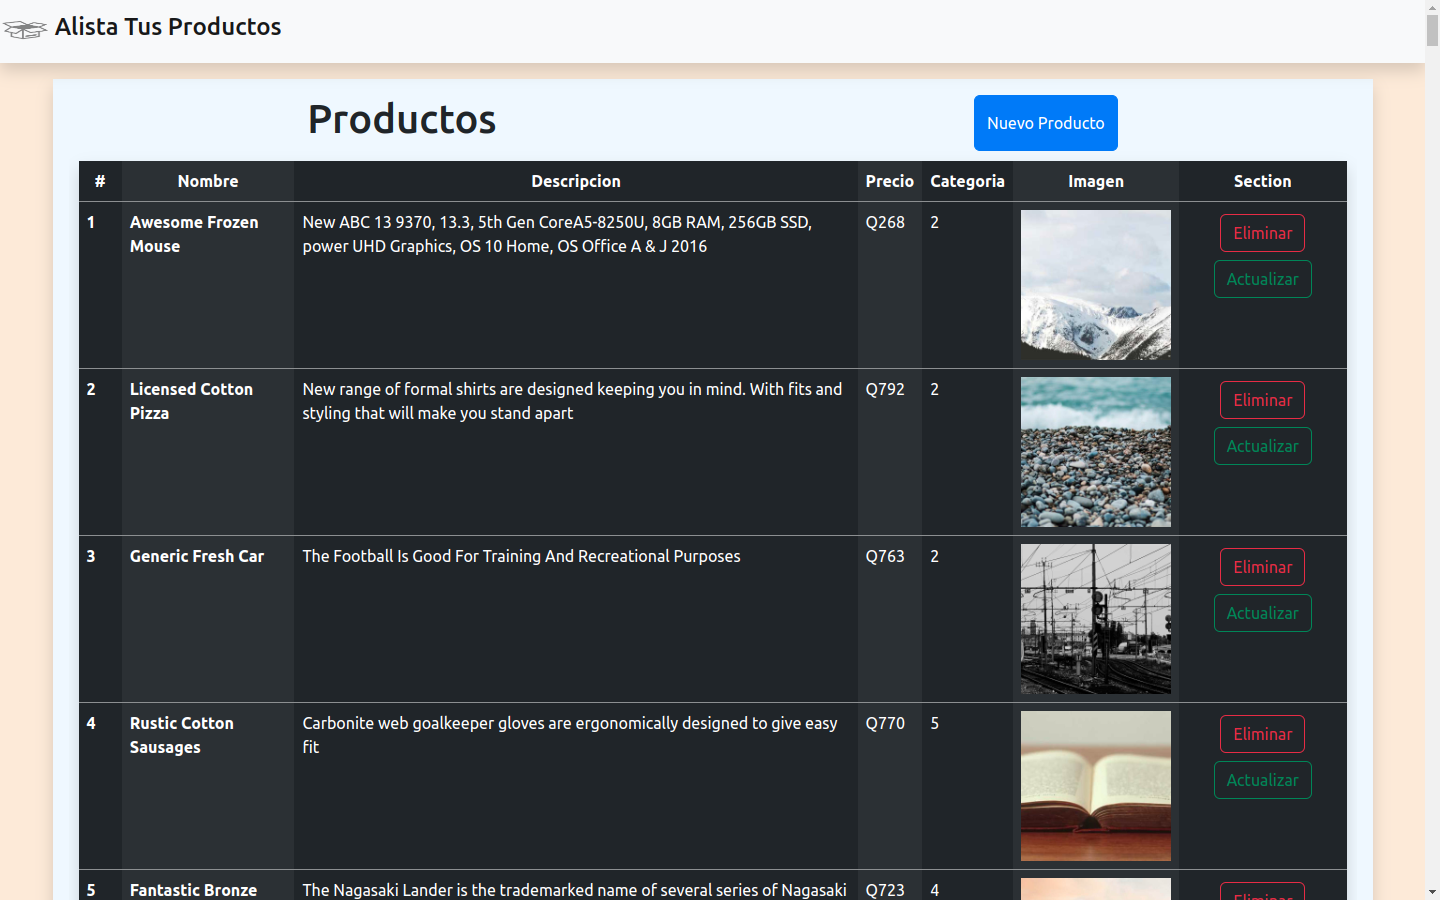 Alista Tus Productos
Productos
Nuevo Producto
# Nombre Descripcion Precio Categoria Imagen Section
1 Awesome Frozen Mouse New ABC 13 9370, 13.3, 5th Gen CoreA5-8250U, 8GB RAM, 256GB SSD, power UHD Graphics, OS 10 Home, OS Office A & J 2016 Q268 2 Eliminar Actualizar
2 Licensed Cotton Pizza New range of formal shirts are designed keeping you in mind. With fits and styling that will make you stand apart Q792 2 Eliminar Actualizar
3 Generic Fresh Car The Football Is Good For Training And Recreational Purposes Q763 2 Eliminar Actualizar
4 Rustic Cotton Sausages Carbonite web goalkeeper gloves are ergonomically designed to give easy fit Q770 5 Eliminar Actualizar
5 Fantastic Bronze The Nagasaki Lander is the trademarked name of several series of Nagasaki Q723 4 Eliminar